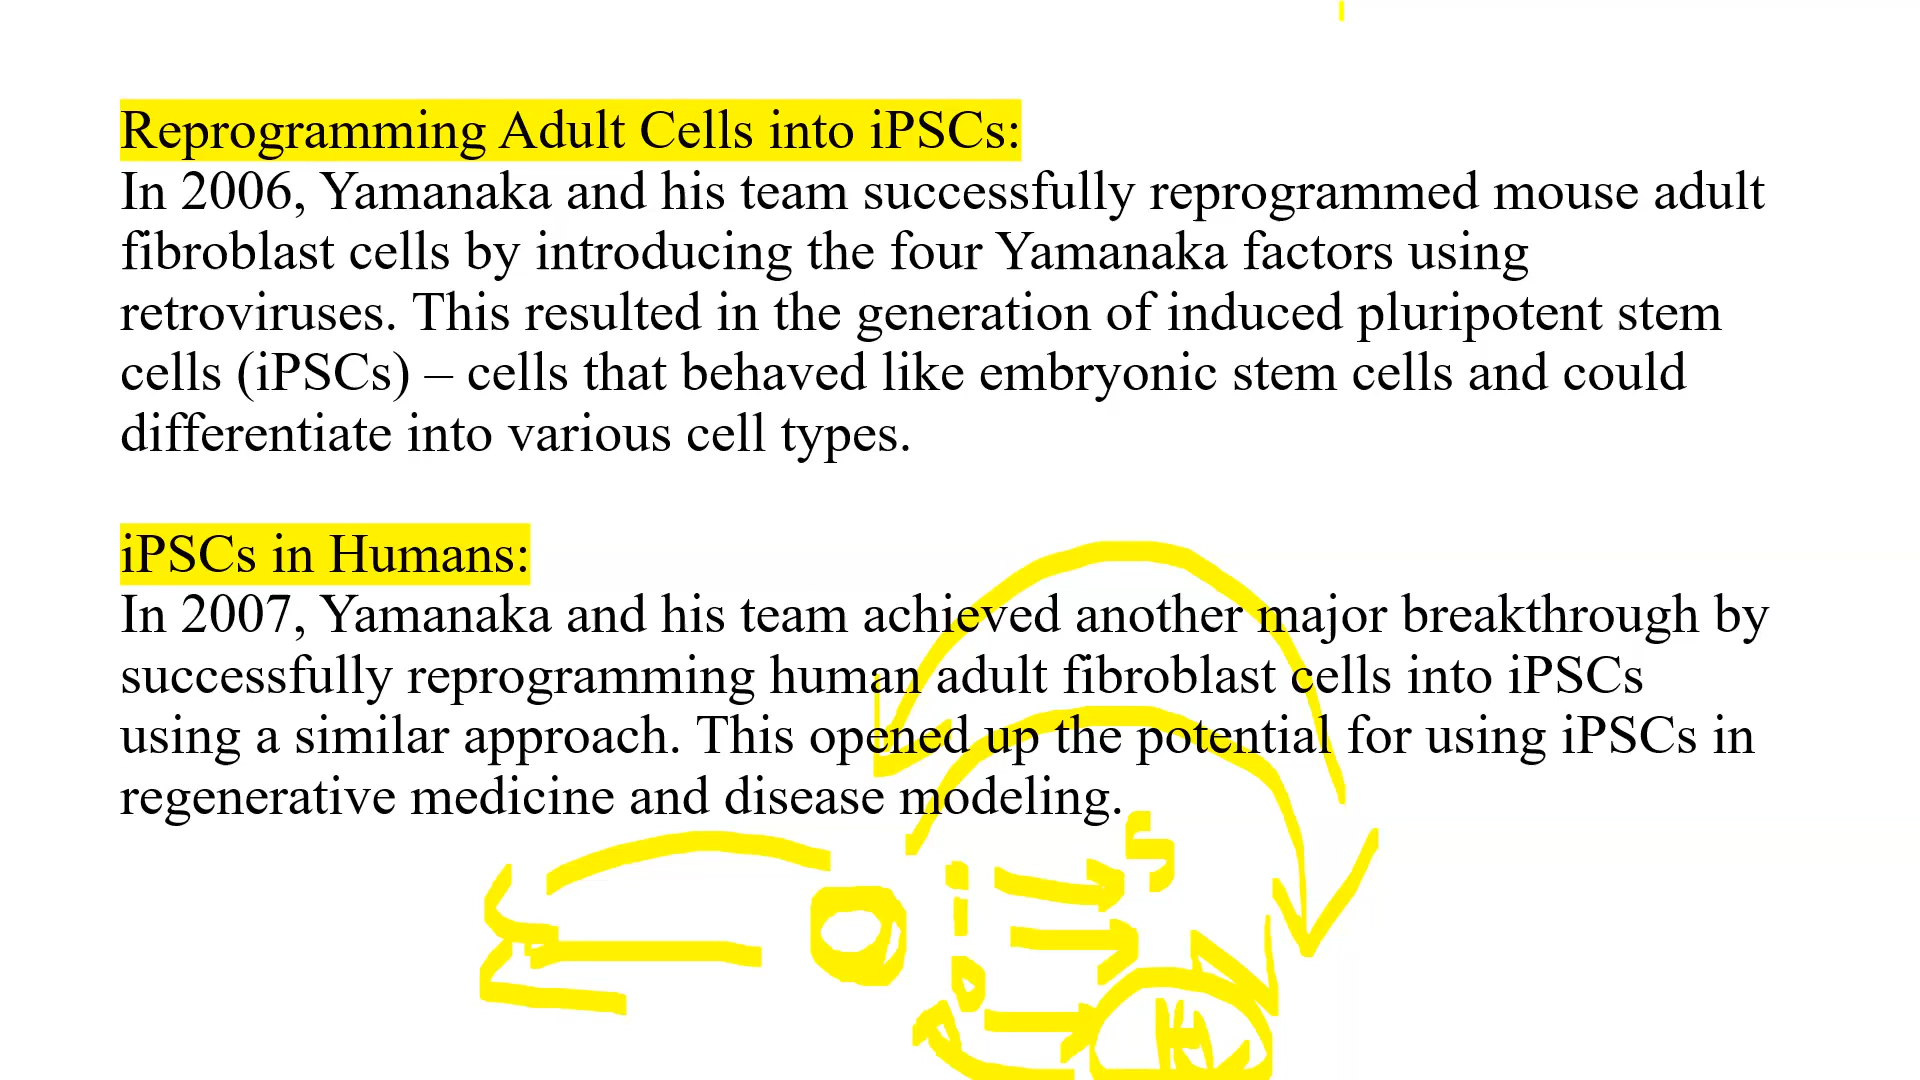 Reprogramming Adult Cells into iPSCs:
In 2006, Yamanaka and his team successfully reprogrammed mouse adult
fibroblast cells by introducing the four Yamanaka factors using
retroviruses. This resulted in the generation of induced pluripotent stem
cells (iPSCs) – cells that behaved like embryonic stem cells and could
differentiate into various cell types.
iPSCs in Humans:
In 2007, Yamanaka and his team achieved another major breakthrough by
successfully reprogramming human adult fibroblast cells into iPSCs
using a similar approach. This opened up the potential for using iPSCs in
regenerative medicine and disease modeling.